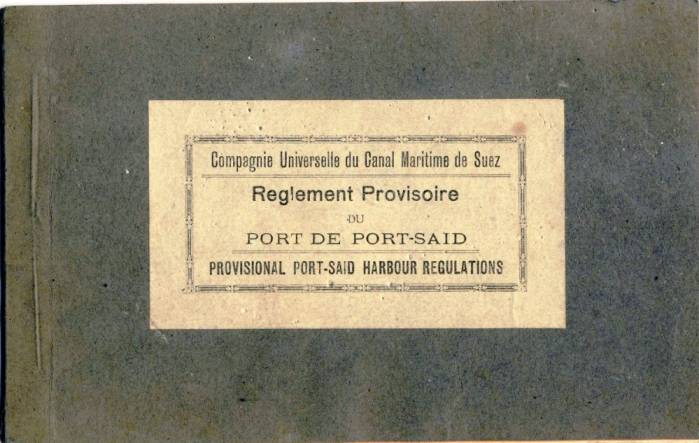 Compagnie Universelle du Canal Maritime de Suez
Reglement Provisoire
DU
PORT DE PORT-SAID
PROVISIONAL PORT-SAID HARBOUR REGULATIONS